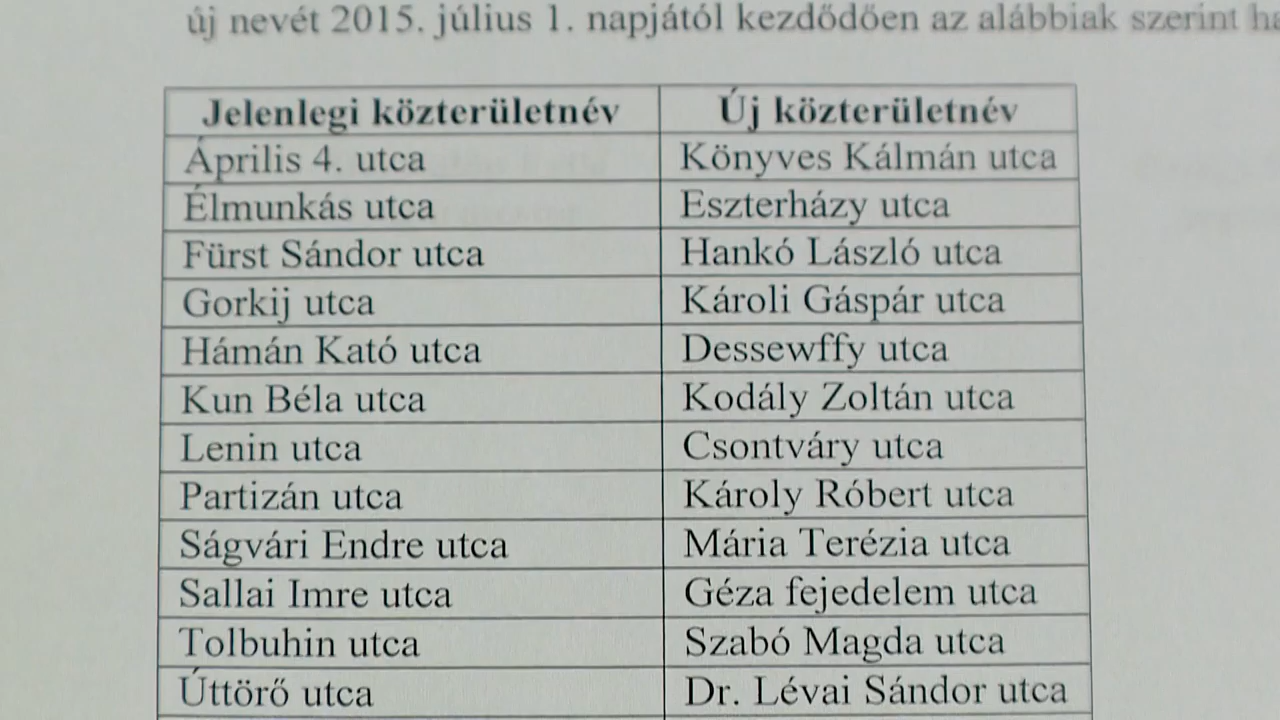 új nevét 2015. július 1. napjától kezdődően az alábbiak szerint
Jelenlegi közterületnév Új közterületnév
Április 4. utca Könyves Kálmán utca
Élmunkás utca Eszterházy utca
Fürst Sándor utca Hankó László utca
Gorkij utca Károli Gáspár utca
Hámán Kató utca Dessewffy utca
Kun Béla utca Kodály Zoltán utca
Lenin utca Csontváry utca
Partizán utca Károly Róbert utca
Ságvári Endre utca Mária Terézia utca
Sallai Imre utca Géza fejedelem utca
Tolbuhin utca Szabó Magda utca
Úttörő utca Dr. Lévai Sándor utca